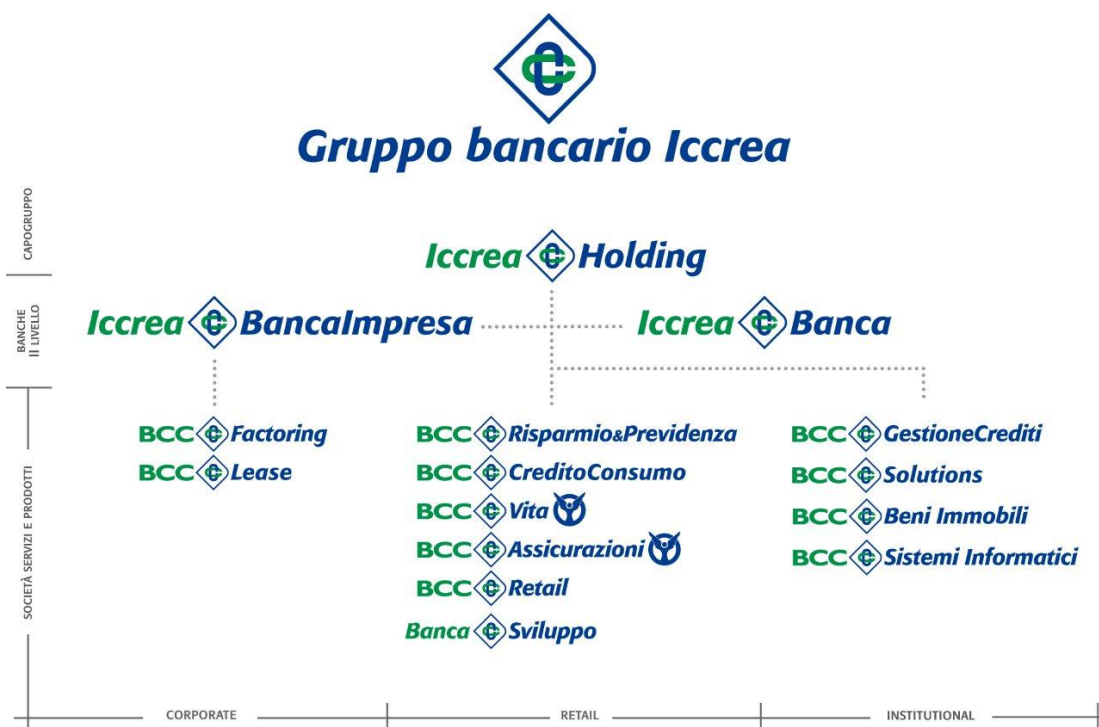 Gruppo bancario Iccrea
CAPOGRUPPO
Iccrea Holding
BANCHE
II LIVELLO
Iccrea BancaImpresa
Iccrea Banca
SOCIETÀ SERVIZI E PRODOTTI
BCC Factoring
BCC Lease
BCC Risparmio&Previdenza
BCC CreditoConsumo
BCC Vita
BCC Assicurazioni
BCC Retail
Banca Sviluppo
BCC GestioneCrediti
BCC Solutions
BCC Beni Immobili
BCC Sistemi Informatici
CORPORATE
RETAIL
INSTITUTIONAL